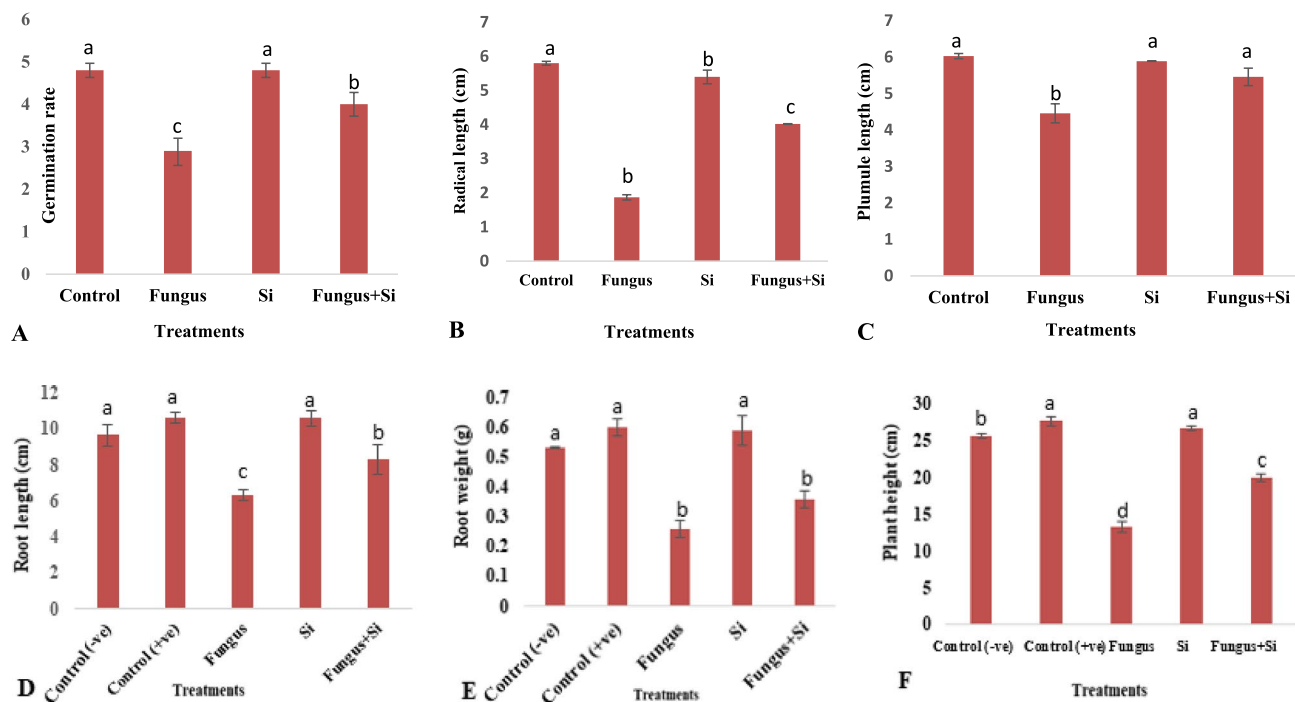 Germination rate
6
5
4
3
2
1
0
a
c
a
b
Control Fungus Si Fungus+Si
A
Treatments
Radical length (cm)
7
6
5
4
3
2
1
0
a
b
b
c
Control Fungus Si Fungus+Si
B
Treatments
Plumule length (cm)
7
6
5
4
3
2
1
0
a
b
a
a
Control Fungus Si Fungus+Si
C
Treatments
Root length (cm)
12
10
8
6
4
2
0
a
a
c
a
b
Control (-ve) Control (+ve) Fungus Si Fungus+Si
D
Treatments
Root weight (g)
0.7
0.6
0.5
0.4
0.3
0.2
0.1
0
a
a
b
a
b
Control (-ve) Control (+ve) Fungus Si Fungus+Si
E
Treatments
Plant height (cm)
30
25
20
15
10
5
0
b
a
d
a
c
Control (-ve) Control (+ve) Fungus Si Fungus+Si
F
Treatments